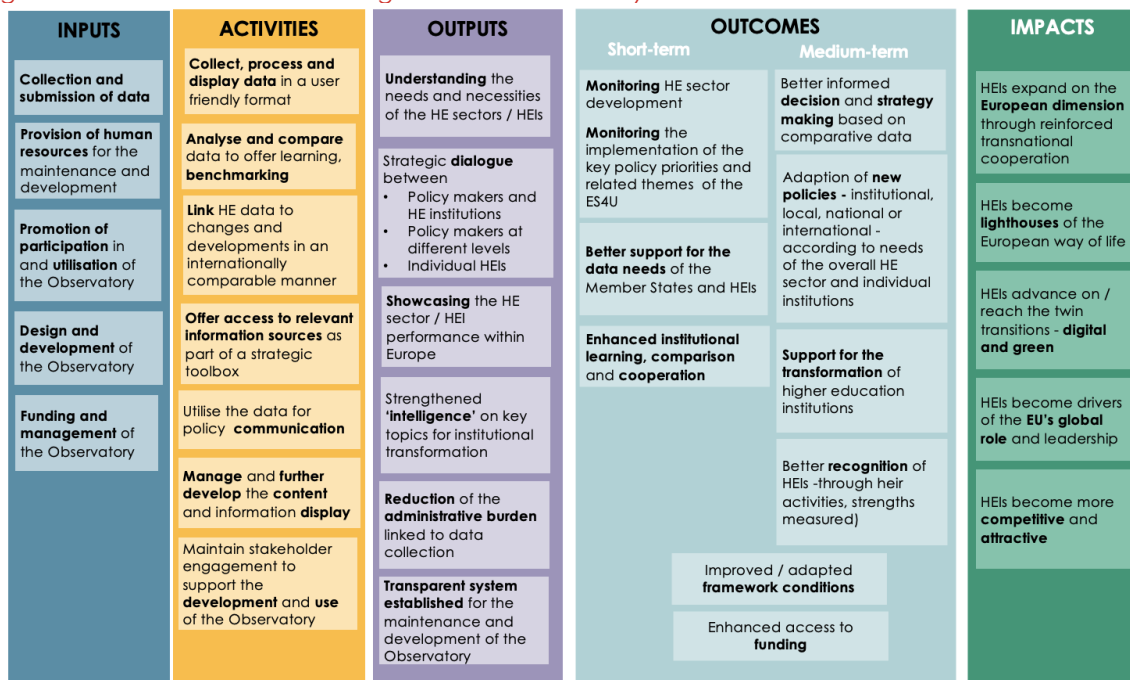 INPUTS
Collection and
submission of data
Provision of human
resources for the
maintenance and
development
Promotion of
participation in
and utilisation of
the Observatory
Design and
development of
the Observatory
Funding and
management of
the Observatory
ACTIVITIES
Collect, process and
display data in a user
friendly format
Analyse and compare
data to offer learning,
benchmarking
Link HE data to
changes and
developments in an
internationally
comparable manner
Offer access to relevant
information sources as
part of a strategic
toolbox
Utilise the data for
policy communication
Manage and further
develop the content
and information display
Maintain stakeholder
engagement to
support the
development and use
of the Observatory
OUTPUTS
Understanding the
needs and necessities
of the HE sectors / HEIs
Strategic dialogue
between
• Policy makers and
HE institutions
• Policy makers at
different levels
• Individual HEIs
Showcasing the HE
sector / HEI
performance within
Europe
Strengthened
‘intelligence’ on key
topics for institutional
transformation
Reduction of the
administrative burden
linked to data
collection
Transparent system
established for the
maintenance and
development of the
Observatory
OUTCOMES
Short-term
Monitoring HE sector
development
Monitoring the
implementation of the
key policy priorities and
related themes of the
ES4U
Better support for the
data needs of the
Member States and HEIs
Enhanced institutional
learning, comparison
and cooperation
Medium-term
Better informed
decision and strategy
making based on
comparative data
Adaption of new
policies - institutional,
local, national or
international -
according to needs
of the overall HE
sector and individual
institutions
Support for the
transformation of
higher education
institutions
Better recognition of
HEIs -through heir
activities, strengths
measured)
Improved / adapted
framework conditions
Enhanced access to
funding
IMPACTS
HEIs expand on the
European dimension
through reinforced
transnational
cooperation
HEIs become
lighthouses of the
European way of life
HEIs advance on /
reach the twin
transitions - digital
and green
HEIs become drivers
of the EU’s global
role and leadership
HEIs become more
competitive and
attractive